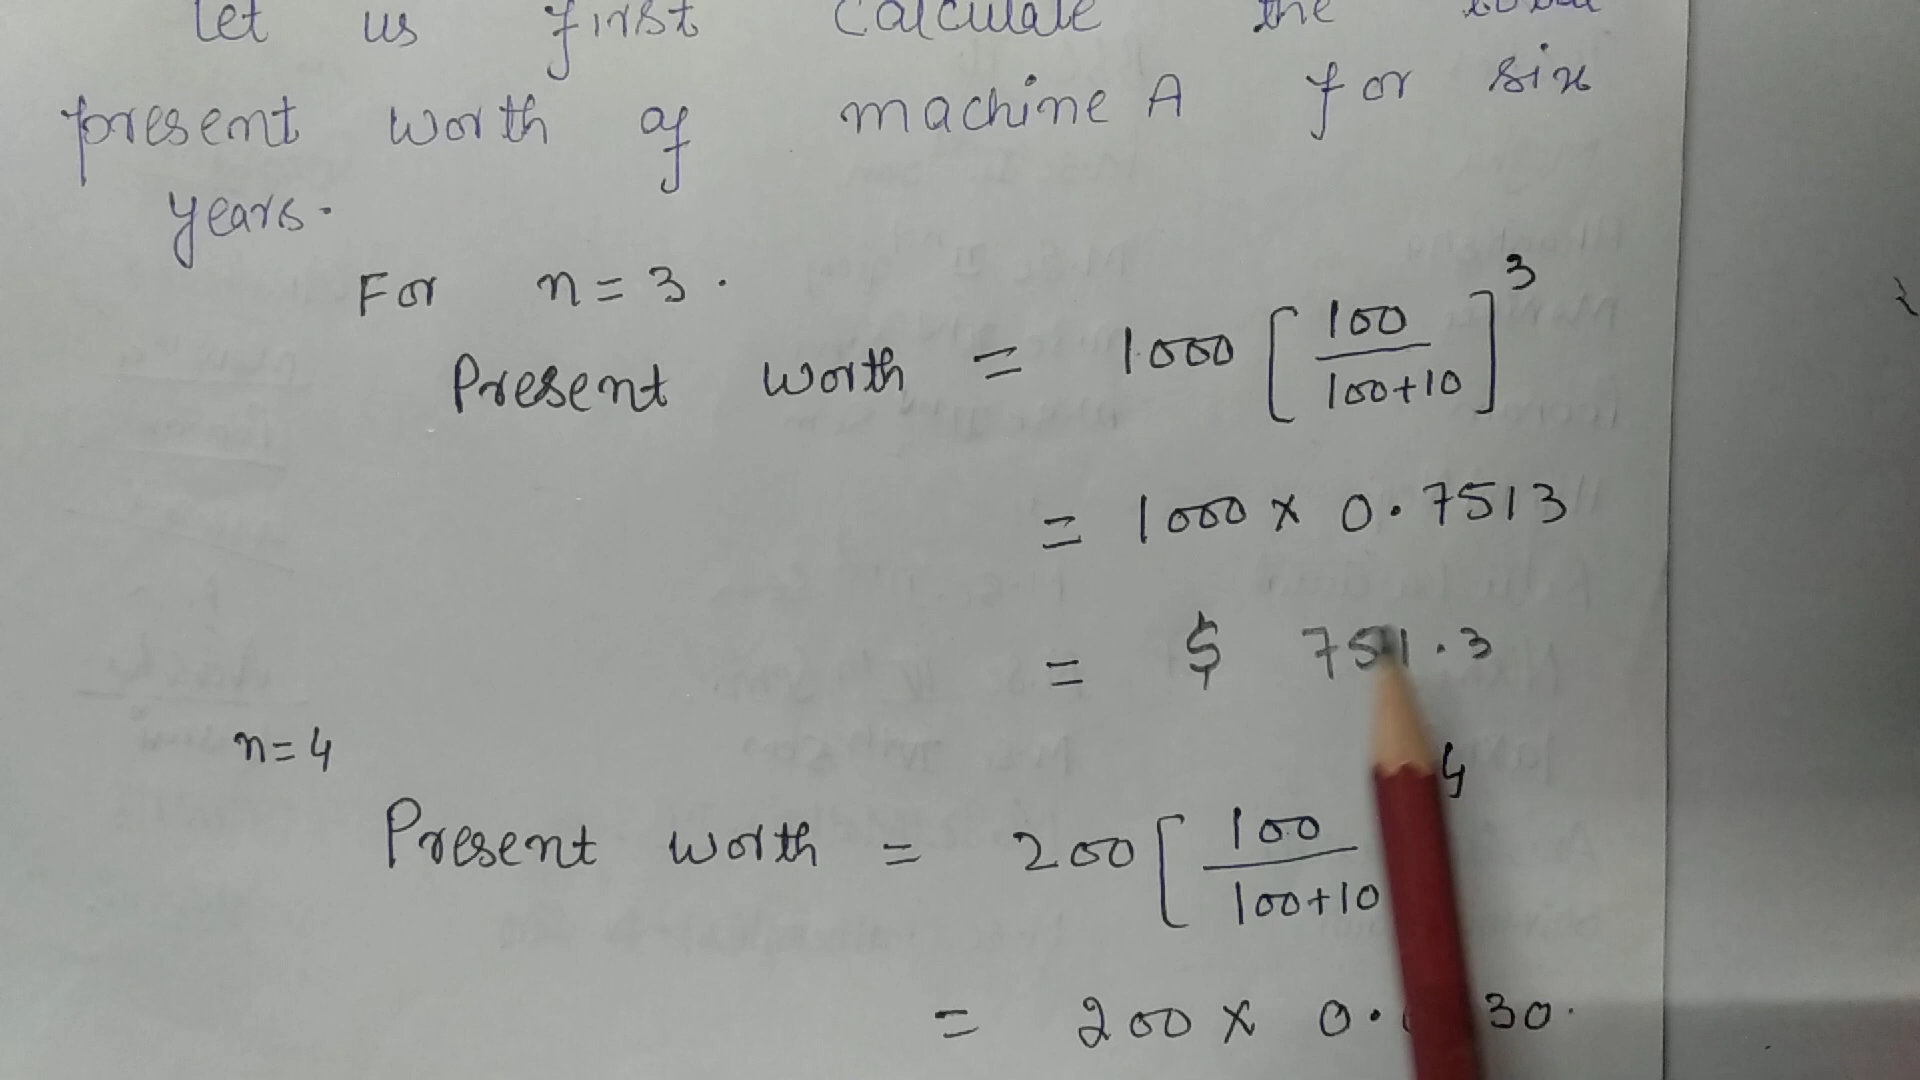 let us first calculate the
present worth of machine A for six
years.
For n = 3.
Present worth = 1000 [100/(100+10)]^3
= 1000 × 0.7513
= $ 751.3
n = 4
Present worth = 200 [100/(100+10)]^4
= 200 × 0. 30.